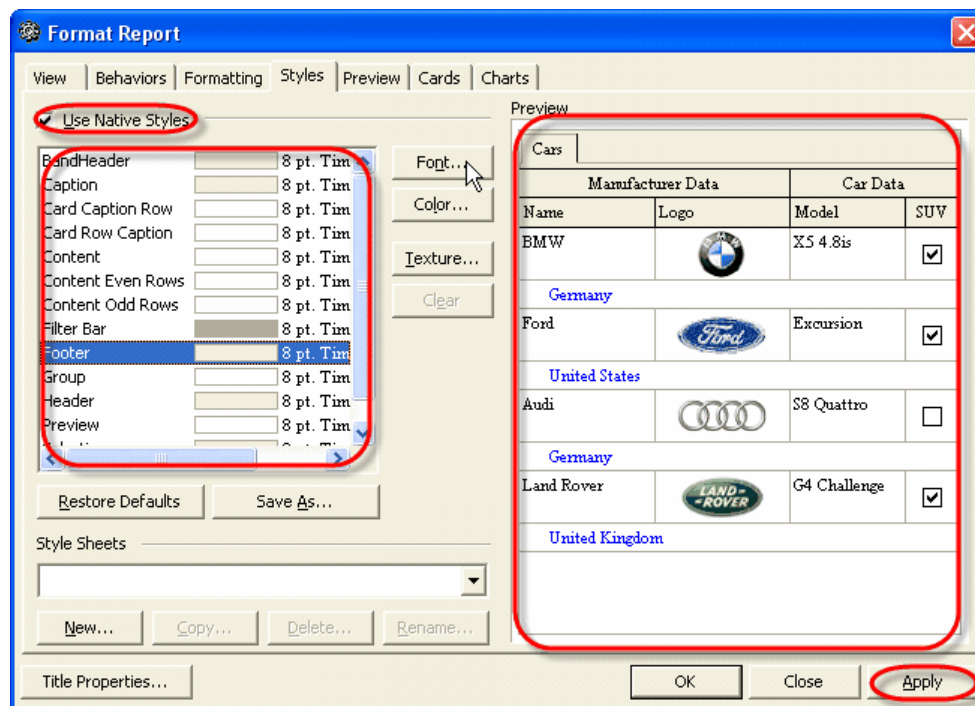 Format Report
View Behaviors Formatting Styles Preview Cards Charts
Use Native Styles
BandHeader 8 pt. Tim
Caption 8 pt. Tim
Card Caption Row 8 pt. Tim
Card Row Caption 8 pt. Tim
Content 8 pt. Tim
Content Even Rows 8 pt. Tim
Content Odd Rows 8 pt. Tim
Filter Bar 8 pt. Tim
Footer 8 pt. Tim
Group 8 pt. Tim
Header 8 pt. Tim
Preview 8 pt. Tim
Font...
Color...
Texture...
Clear
Restore Defaults Save As...
Style Sheets
New... Copy... Delete... Rename...
Preview
Cars
Manufacturer Data Car Data
Name Logo Model SUV
BMW BMW X5 4.8is
Germany
Ford Ford Excursion
United States
Audi S8 Quattro
Germany
Land Rover LAND- G4 Challenge
-ROVER
United Kingdom
Title Properties... OK Close Apply